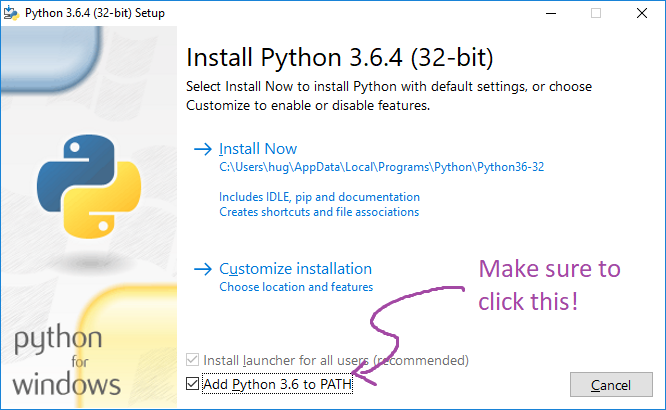 Python 3.6.4 (32-bit) Setup
Install Python 3.6.4 (32-bit)
Select Install Now to install Python with default settings, or choose
Customize to enable or disable features.
Install Now
C:\Users\hug\AppData\Local\Programs\Python\Python36-32
Includes IDLE, pip and documentation
Creates shortcuts and file associations
Customize installation
Choose location and features
Make sure to
click this!
Install launcher for all users (recommended)
Add Python 3.6 to PATH
Cancel
python
for
windows